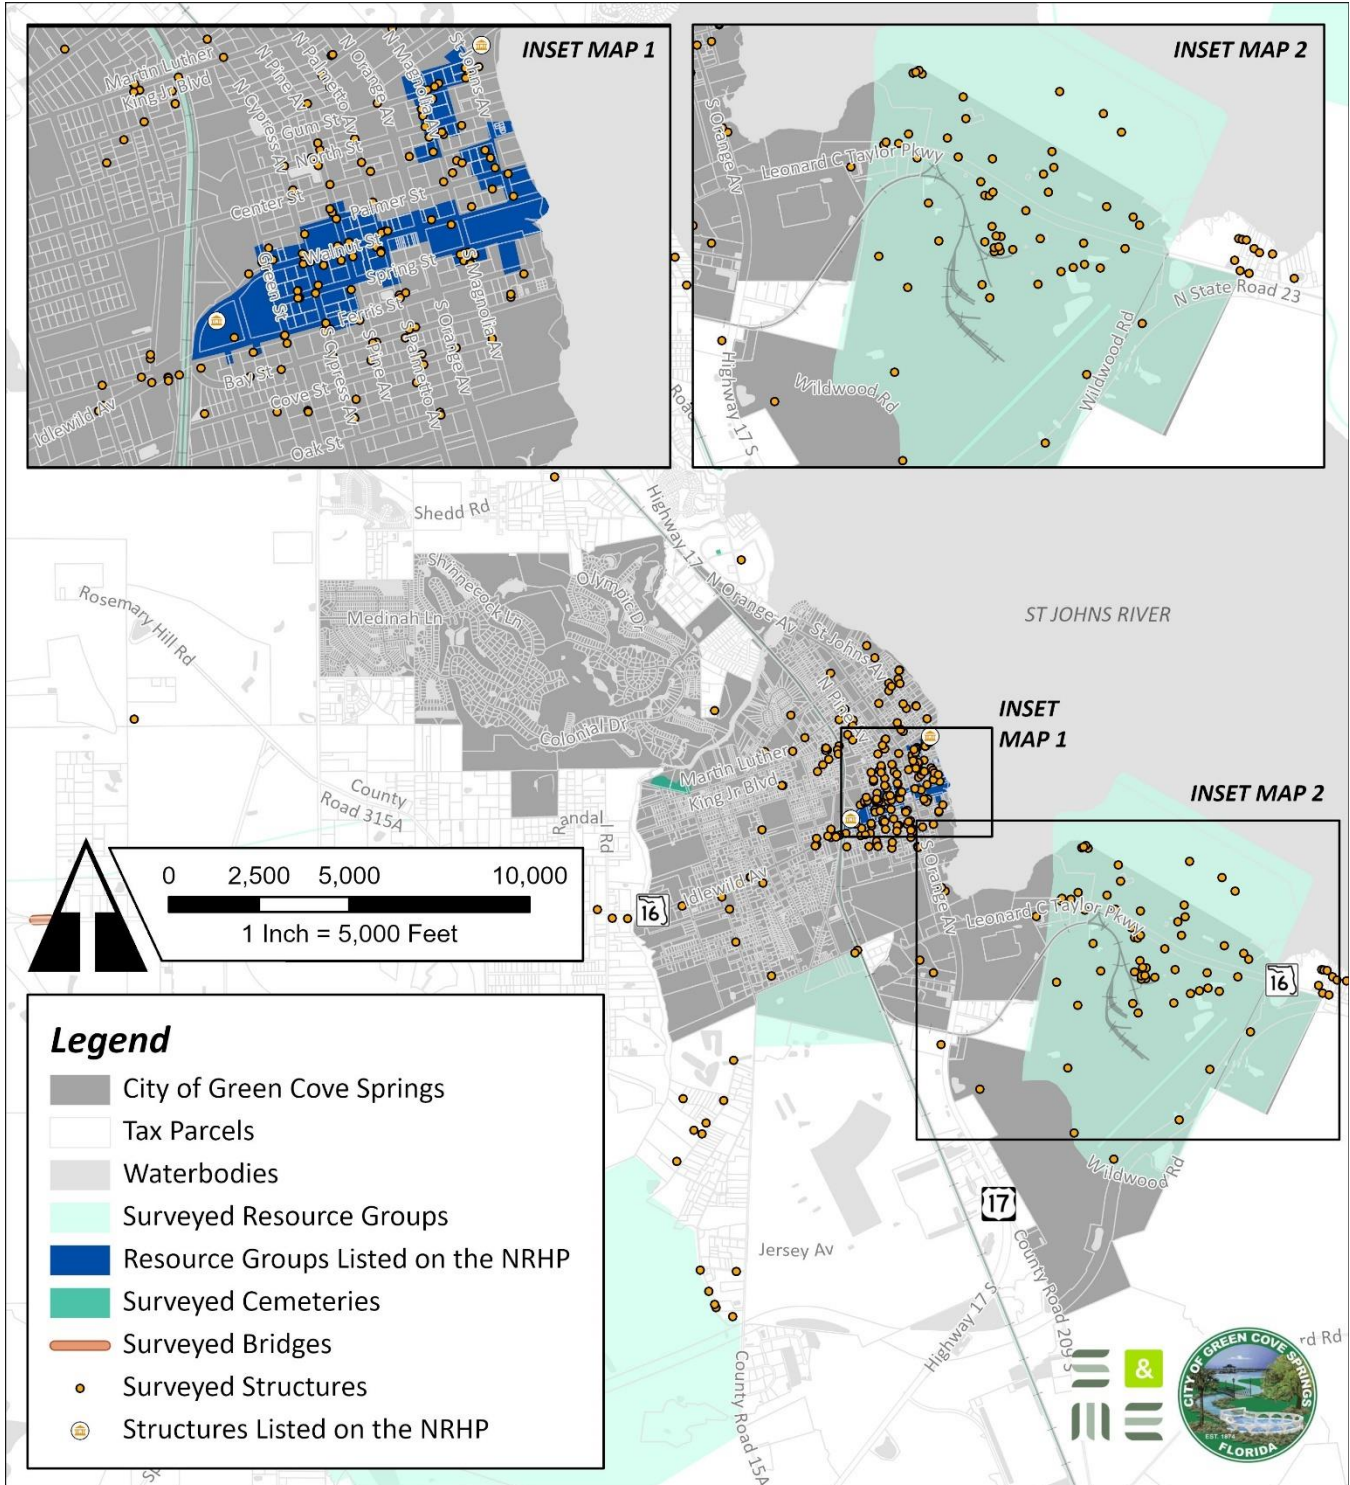 INSET MAP 1
Martin Luther
King Jr Blvd
N Pine Av
N Palmetto Av
N Orange Av
N Magnolia Av
St Johns Av
N Cypress Av
Gum St
North St
Center St
Palmer St
Walnut St
Green St
Spring St
Ferris St
S Magnolia Av
S Orange Av
S Palmetto Av
S Pine Av
S Cypress Av
Bay St
Cove St
Idlewild Av
Oak St
INSET MAP 2
S Orange Av
Leonard C Taylor Pkwy
N State Road 23
Wildwood Rd
Wildwood Rd
Highway 17 S
Road
Shedd Rd
Highway 17
N Orange Av
Shinnecock Ln
Olympic Dr
Medinah Ln
Rosemary Hill Rd
ST JOHNS RIVER
St Johns Av
N Pine Av
INSET
MAP 1
Colonial Dr
Martin Luther
King Jr Blvd
County
Road 315A
Randal Rd
INSET MAP 2
S Orange Av
Idlewild Av
16
Leonard C Taylor Pkwy
16
0 2,500 5,000 10,000
1 Inch = 5,000 Feet
Wildwood Rd
17
Jersey Av
County Road 209 S
Highway 17 S
County Road 15A
rd Rd
Legend
City of Green Cove Springs
Tax Parcels
Waterbodies
Surveyed Resource Groups
Resource Groups Listed on the NRHP
Surveyed Cemeteries
Surveyed Bridges
Surveyed Structures
Structures Listed on the NRHP
&
CITY OF GREEN COVE SPRINGS
EST. 1874
FLORIDA